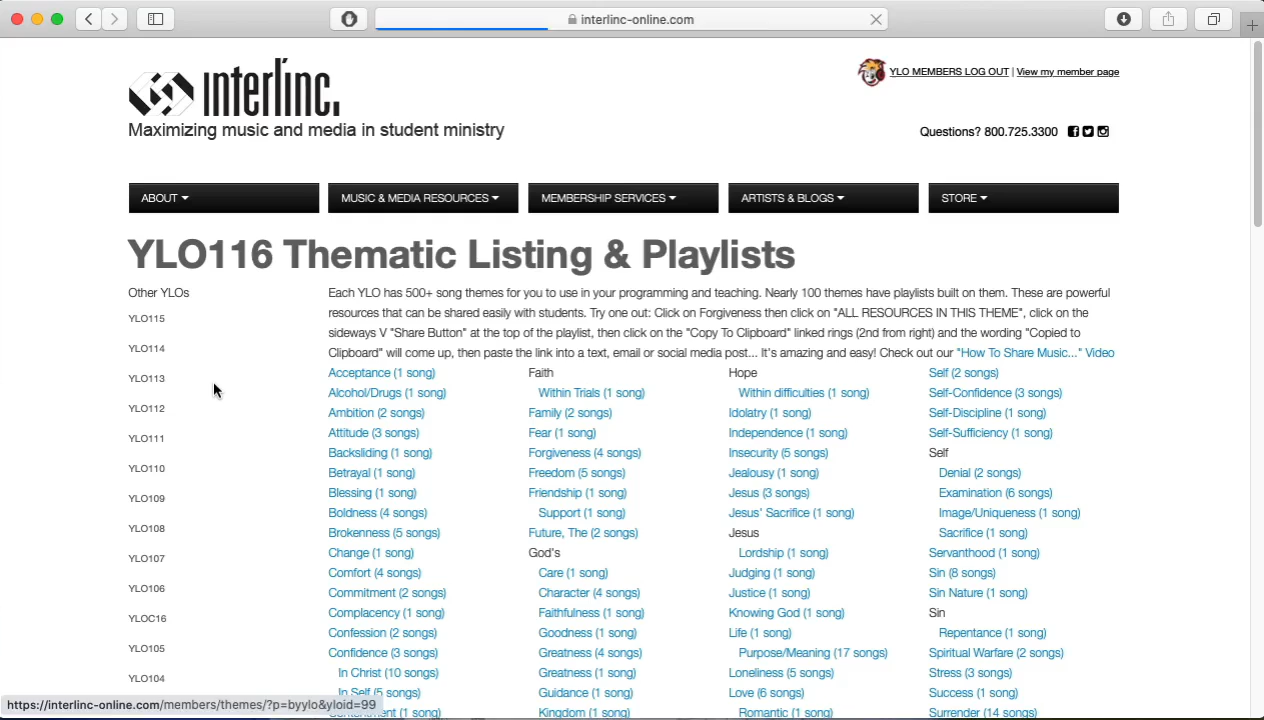 interlinc-online.com
interlinc.
Maximizing music and media in student ministry
YLO MEMBERS LOG OUT | View my member page
Questions? 800.725.3300
ABOUT
MUSIC & MEDIA RESOURCES
MEMBERSHIP SERVICES
ARTISTS & BLOGS
STORE
YLO116 Thematic Listing & Playlists
Other YLOs
YLO115
YLO114
YLO113
YLO112
YLO111
YLO110
YLO109
YLO108
YLO107
YLO106
YLOC16
YLO105
YLO104
Each YLO has 500+ song themes for you to use in your programming and teaching. Nearly 100 themes have playlists built on them. These are powerful
resources that can be shared easily with students. Try one out: Click on Forgiveness then click on "ALL RESOURCES IN THIS THEME", click on the
sideways V "Share Button" at the top of the playlist, then click on the "Copy To Clipboard" linked rings (2nd from right) and the wording "Copied to
Clipboard" will come up, then paste the link into a text, email or social media post... It's amazing and easy! Check out our "How To Share Music..." Video
Acceptance (1 song)
Alcohol/Drugs (1 song)
Ambition (2 songs)
Attitude (3 songs)
Backsliding (1 song)
Betrayal (1 song)
Blessing (1 song)
Boldness (4 songs)
Brokenness (5 songs)
Change (1 song)
Comfort (4 songs)
Commitment (2 songs)
Complacency (1 song)
Confession (2 songs)
Confidence (3 songs)
In Christ (10 songs)
In Self (5 songs)
Contentment (1 song)
Faith
Within Trials (1 song)
Family (2 songs)
Fear (1 song)
Forgiveness (4 songs)
Freedom (5 songs)
Friendship (1 song)
Support (1 song)
Future, The (2 songs)
God's
Care (1 song)
Character (4 songs)
Faithfulness (1 song)
Goodness (1 song)
Greatness (4 songs)
Greatness (1 song)
Guidance (1 song)
Kingdom (1 song)
Hope
Within difficulties (1 song)
Idolatry (1 song)
Independence (1 song)
Insecurity (5 songs)
Jealousy (1 song)
Jesus (3 songs)
Jesus' Sacrifice (1 song)
Jesus
Lordship (1 song)
Judging (1 song)
Justice (1 song)
Knowing God (1 song)
Life (1 song)
Purpose/Meaning (17 songs)
Loneliness (5 songs)
Love (6 songs)
Romantic (1 song)
Self (2 songs)
Self-Confidence (3 songs)
Self-Discipline (1 song)
Self-Sufficiency (1 song)
Self
Denial (2 songs)
Examination (6 songs)
Image/Uniqueness (1 song)
Sacrifice (1 song)
Servanthood (1 song)
Sin (8 songs)
Sin Nature (1 song)
Sin
Repentance (1 song)
Spiritual Warfare (2 songs)
Stress (3 songs)
Success (1 song)
Surrender (14 songs)
https://interlinc-online.com/members/themes/?p=byylo&yloid=99